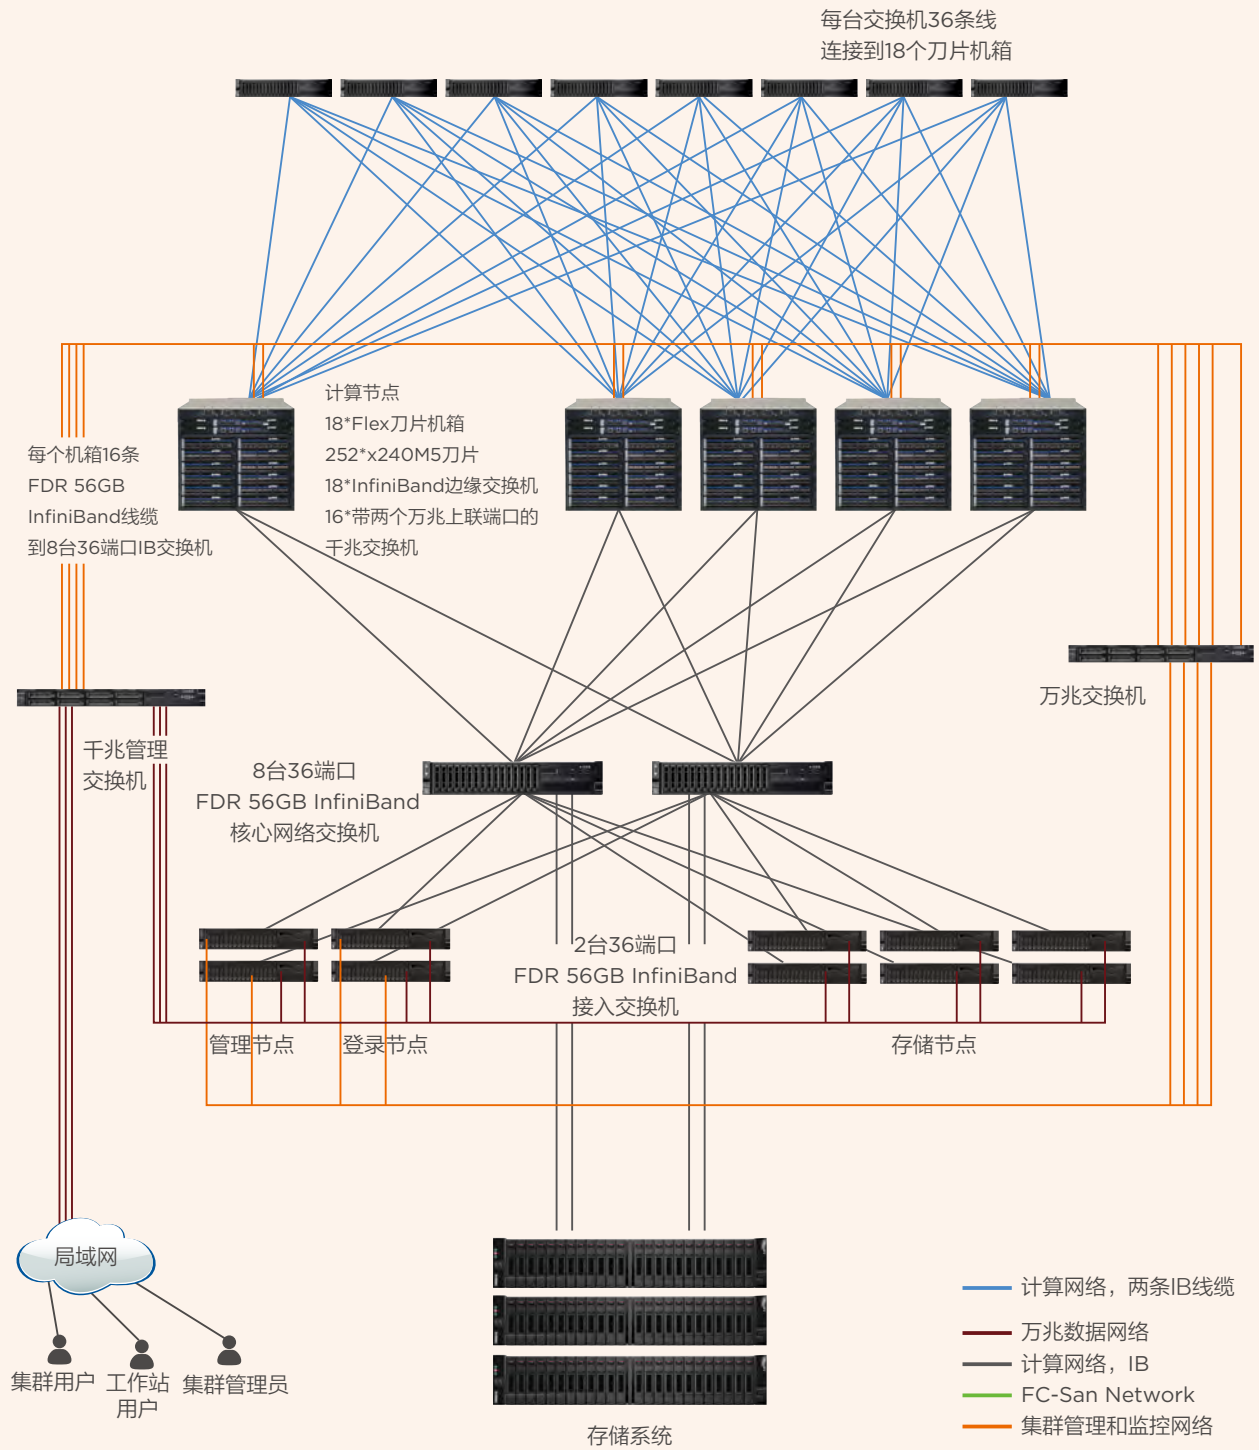 每台交换机36条线
连接到18个刀片机箱
计算节点
18*Flex刀片机箱
252*x240M5刀片
18*InfiniBand边缘交换机
16*带两个万兆上联端口的
千兆交换机
每个机箱16条
FDR 56GB
InfiniBand线缆
到8台36端口IB交换机
万兆交换机
千兆管理
交换机
8台36端口
FDR 56GB InfiniBand
核心网络交换机
2台36端口
FDR 56GB InfiniBand
接入交换机
管理节点
登录节点
存储节点
局域网
集群用户
工作站
用户
集群管理员
存储系统
计算网络，两条IB线缆
万兆数据网络
计算网络，IB
FC-San Network
集群管理和监控网络